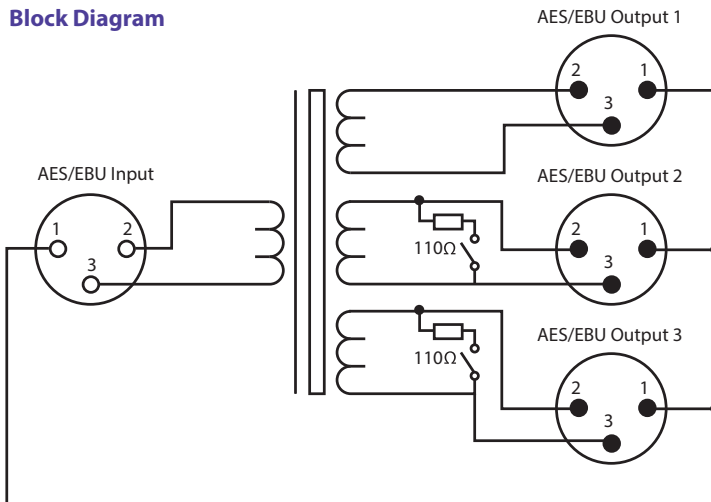 Block Diagram
AES/EBU Output 1
2 1
3
AES/EBU Input
1 2
3
AES/EBU Output 2
2 1
3
110Ω
AES/EBU Output 3
2 1
3
110Ω